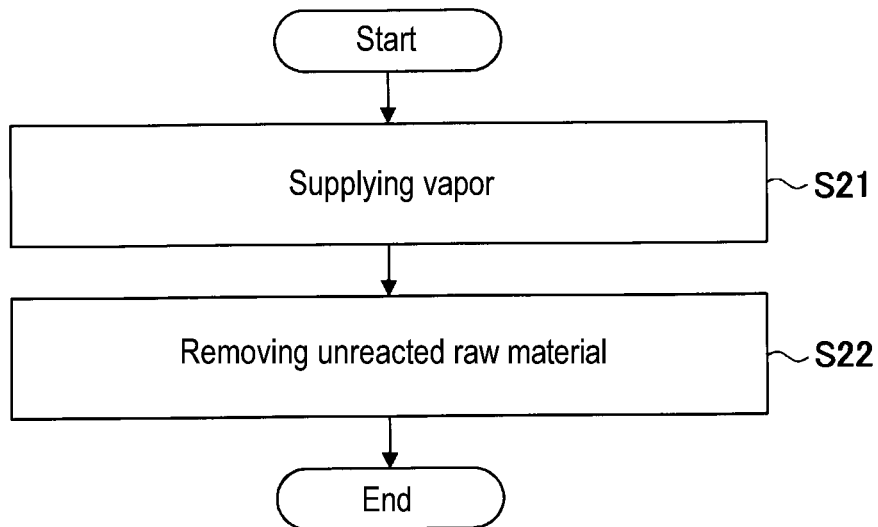 Start
Supplying vapor
S21
Removing unreacted raw material
S22
End